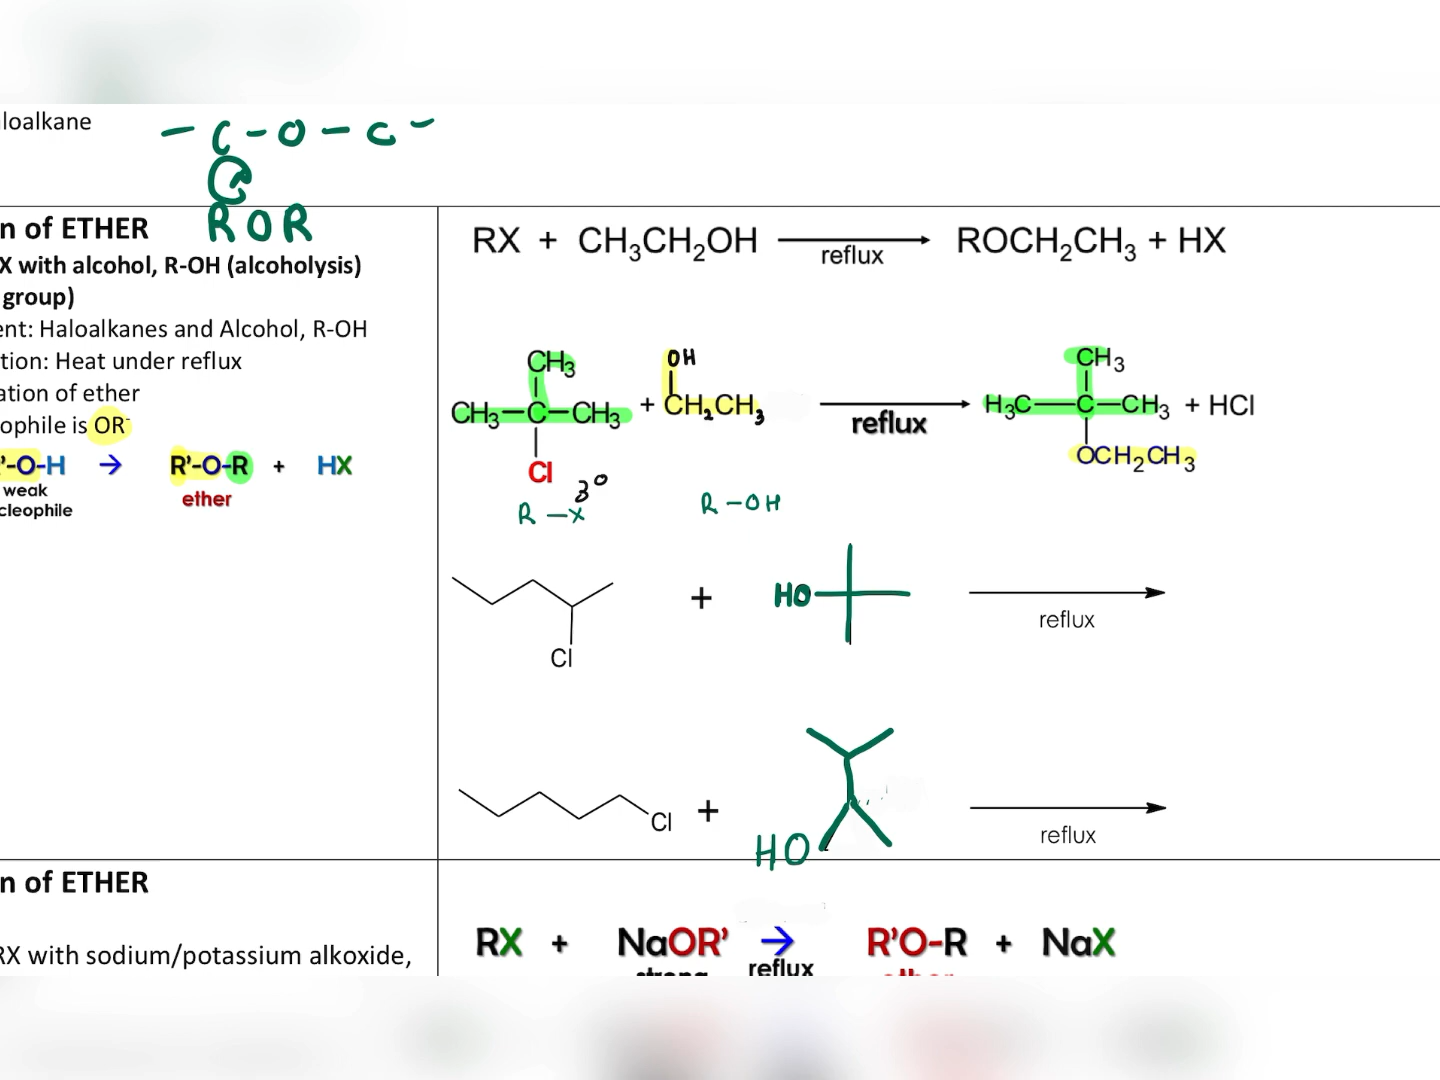 loalkane
– C – O – C –
ROR
n of ETHER
X with alcohol, R-OH (alcoholysis)
group)
ent: Haloalkanes and Alcohol, R-OH
tion: Heat under reflux
ation of ether
ophile is OR⁻
'-O-H → R'-O-R + HX
weak ether
cleophile
RX + CH₃CH₂OH reflux ROCH₂CH₃ + HX
CH₃ OH CH₃
CH₃–C–CH₃ + CH₂CH₃ reflux H₃C–C–CH₃ + HCl
Cl OCH₂CH₃
3°
R –X R –OH
+ HO reflux
Cl
Cl + HO reflux
n of ETHER
RX with sodium/potassium alkoxide,
RX + NaOR' → R'O-R + NaX
strong reflux ether